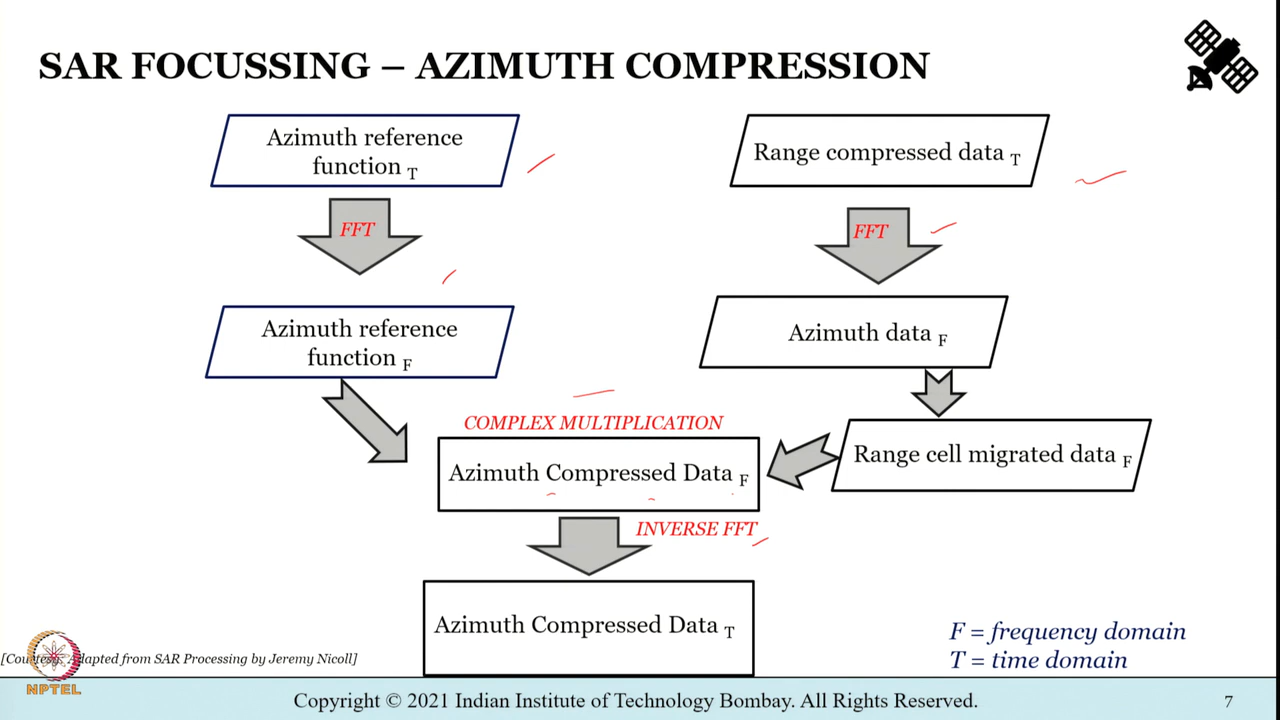 SAR FOCUSSING – AZIMUTH COMPRESSION
Azimuth reference
function T
Range compressed data T
FFT
FFT
Azimuth reference
function F
Azimuth data F
COMPLEX MULTIPLICATION
Azimuth Compressed Data F
Range cell migrated data F
INVERSE FFT
Azimuth Compressed Data T
F = frequency domain
T = time domain
[Courtesy: Adapted from SAR Processing by Jeremy Nicoll]
NPTEL
Copyright © 2021 Indian Institute of Technology Bombay. All Rights Reserved.
7